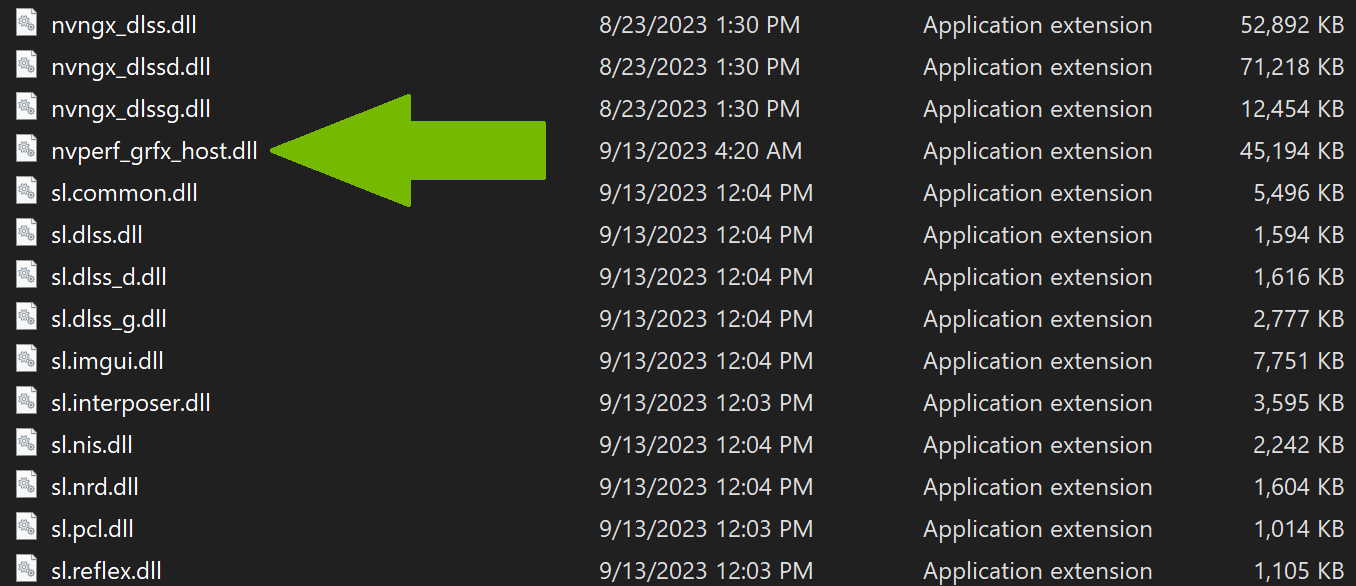 nvngx_dlss.dll 8/23/2023 1:30 PM Application extension 52,892 KB
nvngx_dlssd.dll 8/23/2023 1:30 PM Application extension 71,218 KB
nvngx_dlssg.dll 8/23/2023 1:30 PM Application extension 12,454 KB
nvperf_grfx_host.dll 9/13/2023 4:20 AM Application extension 45,194 KB
sl.common.dll 9/13/2023 12:04 PM Application extension 5,496 KB
sl.dlss.dll 9/13/2023 12:04 PM Application extension 1,594 KB
sl.dlss_d.dll 9/13/2023 12:04 PM Application extension 1,616 KB
sl.dlss_g.dll 9/13/2023 12:04 PM Application extension 2,777 KB
sl.imgui.dll 9/13/2023 12:04 PM Application extension 7,751 KB
sl.interposer.dll 9/13/2023 12:03 PM Application extension 3,595 KB
sl.nis.dll 9/13/2023 12:04 PM Application extension 2,242 KB
sl.nrd.dll 9/13/2023 12:04 PM Application extension 1,604 KB
sl.pcl.dll 9/13/2023 12:03 PM Application extension 1,014 KB
sl.reflex.dll 9/13/2023 12:03 PM Application extension 1,105 KB